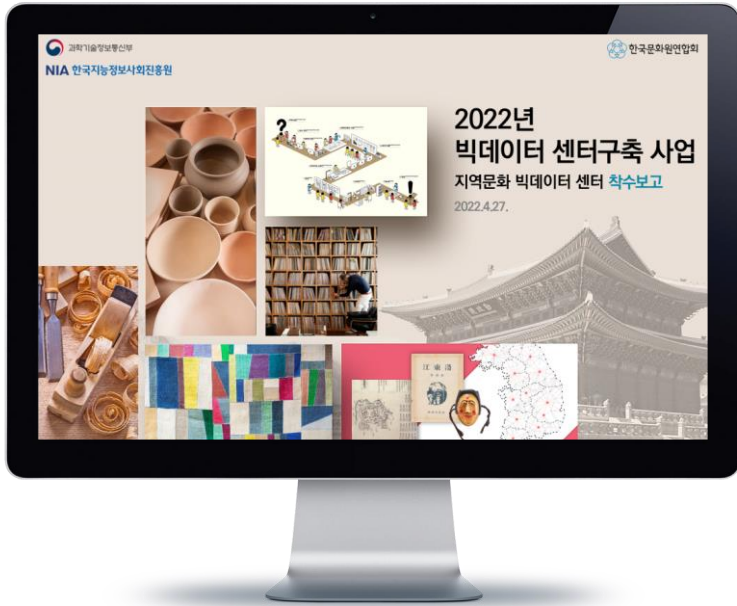 과학기술정보통신부
NIA 한국지능정보사회진흥원
한국문화원연합회
2022년
빅데이터 센터구축 사업
지역문화 빅데이터 센터 착수보고
2022.4.27.
?
!